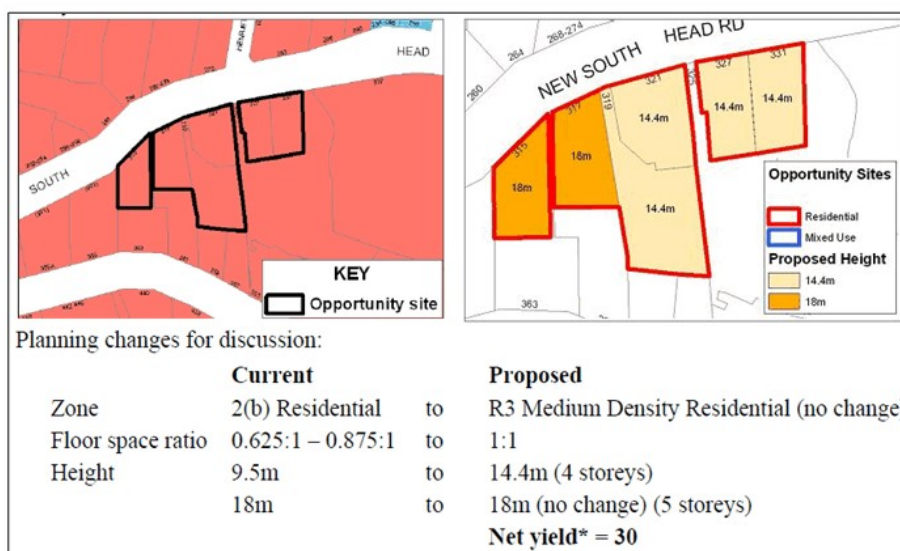 HEAD
SOUTH
KEY
Opportunity site
NEW SOUTH HEAD RD
260
264
268-274
315
317
319
321
325
327
331
18m
18m
14.4m
14.4m
14.4m
14.4m
363
Opportunity Sites
Residential
Mixed Use
Proposed Height
14.4m
18m
Planning changes for discussion:
Current Proposed
Zone 2(b) Residential to R3 Medium Density Residential (no change
Floor space ratio 0.625:1 – 0.875:1 to 1:1
Height 9.5m to 14.4m (4 storeys)
18m to 18m (no change) (5 storeys)
Net yield* = 30